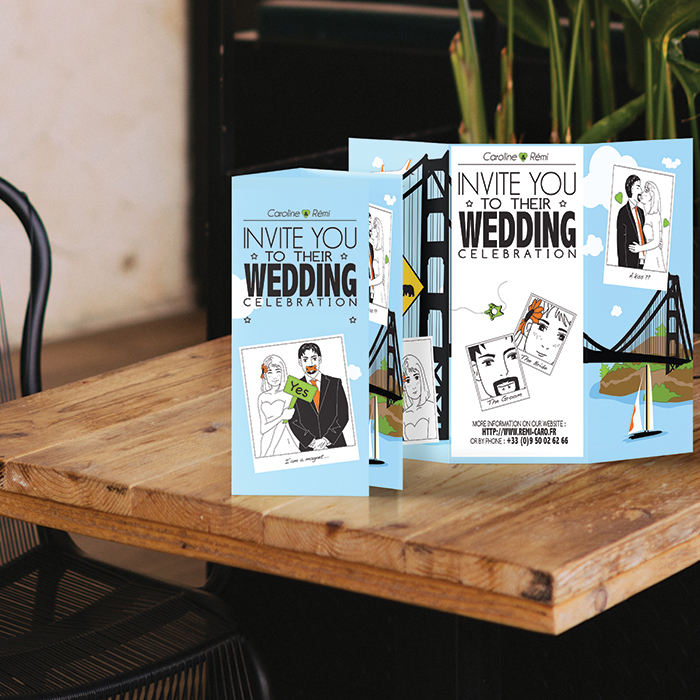 Caroline & Rémi
INVITE YOU
TO THEIR
WEDDING
CELEBRATION
Yes
I am a magnet...
Caroline & Rémi
INVITE YOU
TO THEIR
WEDDING
CELEBRATION
The Groom
The Bride
MORE INFORMATION ON OUR WEBSITE :
HTTP://WWW.REMI-CARO.FR
OR BY PHONE : +33 (0)9 50 02 62 66
A kiss ??